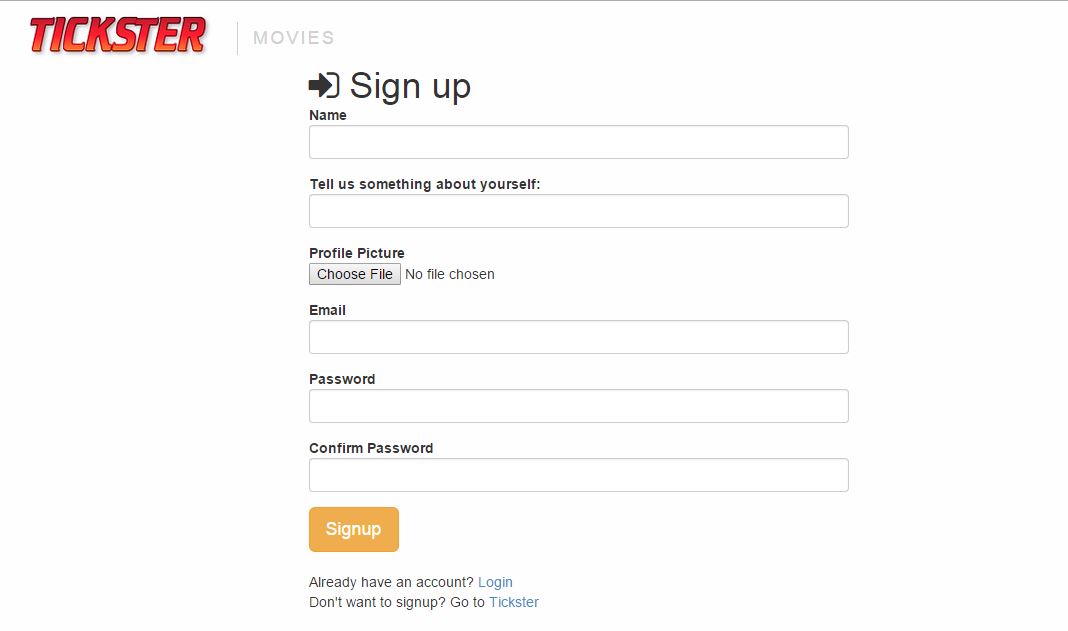 TICKSTER
MOVIES
Sign up
Name
Tell us something about yourself:
Profile Picture
Choose File No file chosen
Email
Password
Confirm Password
Signup
Already have an account? Login
Don't want to signup? Go to Tickster